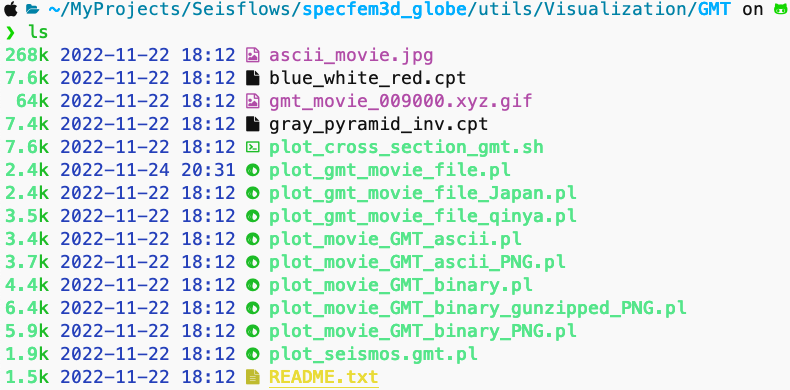 ~/MyProjects/Seisflows/specfem3d_globe/utils/Visualization/GMT on
❯ ls
268k 2022-11-22 18:12 ascii_movie.jpg
7.6k 2022-11-22 18:12 blue_white_red.cpt
64k 2022-11-22 18:12 gmt_movie_009000.xyz.gif
7.4k 2022-11-22 18:12 gray_pyramid_inv.cpt
7.6k 2022-11-22 18:12 plot_cross_section_gmt.sh
2.4k 2022-11-24 20:31 plot_gmt_movie_file.pl
2.4k 2022-11-22 18:12 plot_gmt_movie_file_Japan.pl
3.5k 2022-11-22 18:12 plot_gmt_movie_file_qinya.pl
3.4k 2022-11-22 18:12 plot_movie_GMT_ascii.pl
3.7k 2022-11-22 18:12 plot_movie_GMT_ascii_PNG.pl
4.4k 2022-11-22 18:12 plot_movie_GMT_binary.pl
6.4k 2022-11-22 18:12 plot_movie_GMT_binary_gunzipped_PNG.pl
5.9k 2022-11-22 18:12 plot_movie_GMT_binary_PNG.pl
1.9k 2022-11-22 18:12 plot_seismos.gmt.pl
1.5k 2022-11-22 18:12 README.txt